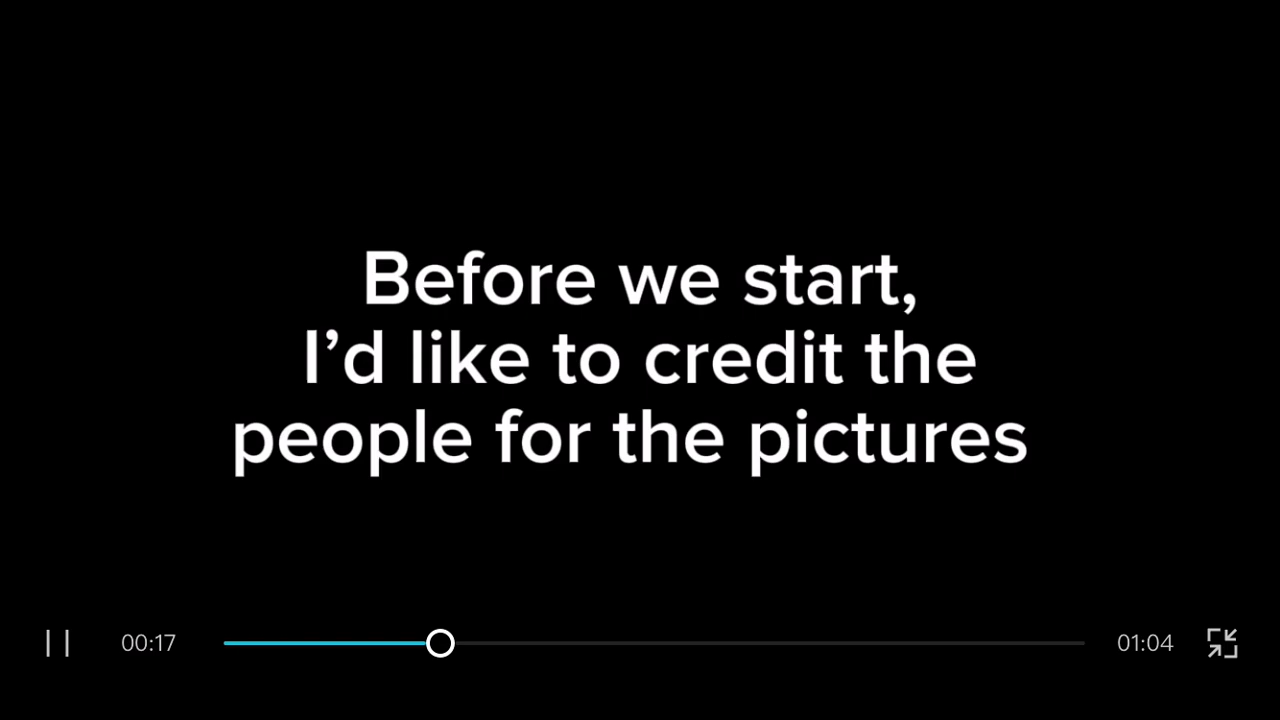 Before we start,
I’d like to credit the
people for the pictures
00:17
01:04